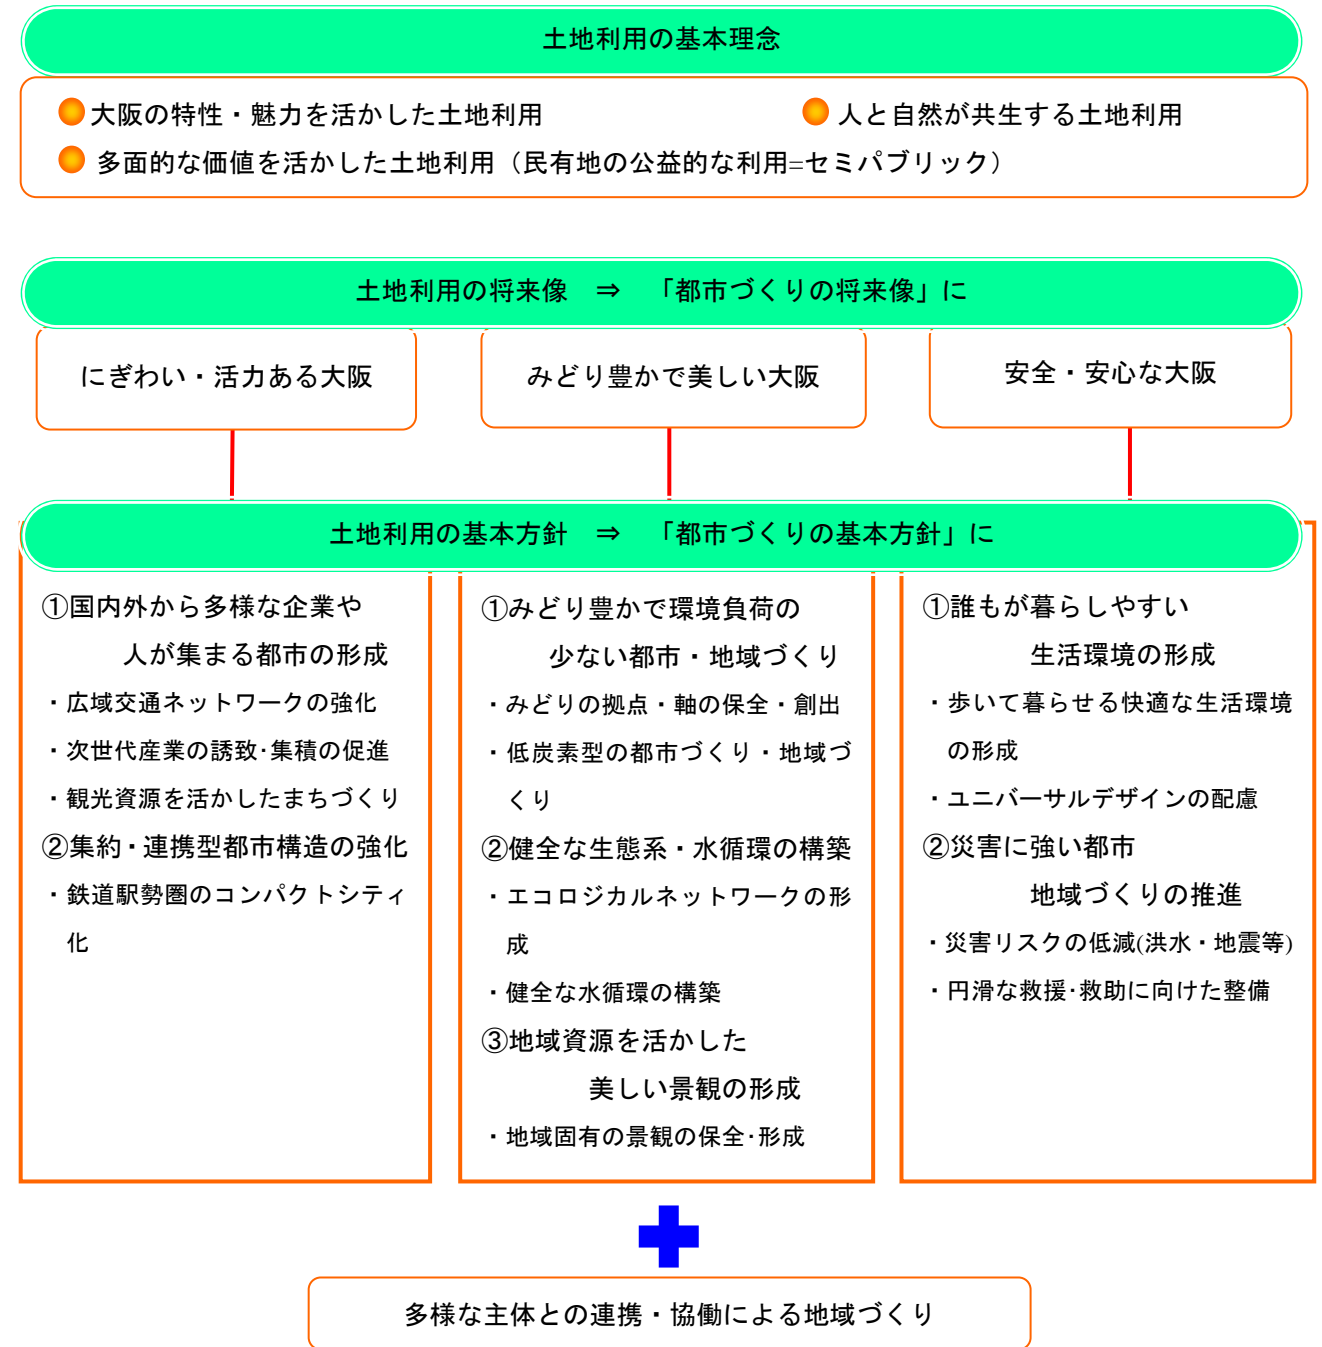 土地利用の基本理念
大阪の特性・魅力を活かした土地利用
人と自然が共生する土地利用
多面的な価値を活かした土地利用（民有地の公益的な利用=セミパブリック）
土地利用の将来像　⇒　「都市づくりの将来像」に
にぎわい・活力ある大阪
みどり豊かで美しい大阪
安全・安心な大阪
土地利用の基本方針　⇒　「都市づくりの基本方針」に
①国内外から多様な企業や
人が集まる都市の形成
・広域交通ネットワークの強化
・次世代産業の誘致･集積の促進
・観光資源を活かしたまちづくり
②集約・連携型都市構造の強化
・鉄道駅勢圏のコンパクトシティ
化
①みどり豊かで環境負荷の
少ない都市・地域づくり
・みどりの拠点・軸の保全・創出
・低炭素型の都市づくり・地域づ
くり
②健全な生態系・水循環の構築
・エコロジカルネットワークの形
成
・健全な水循環の構築
③地域資源を活かした
美しい景観の形成
・地域固有の景観の保全･形成
①誰もが暮らしやすい
生活環境の形成
・歩いて暮らせる快適な生活環境
の形成
・ユニバーサルデザインの配慮
②災害に強い都市
地域づくりの推進
・災害リスクの低減(洪水・地震等)
・円滑な救援･救助に向けた整備
多様な主体との連携・協働による地域づくり